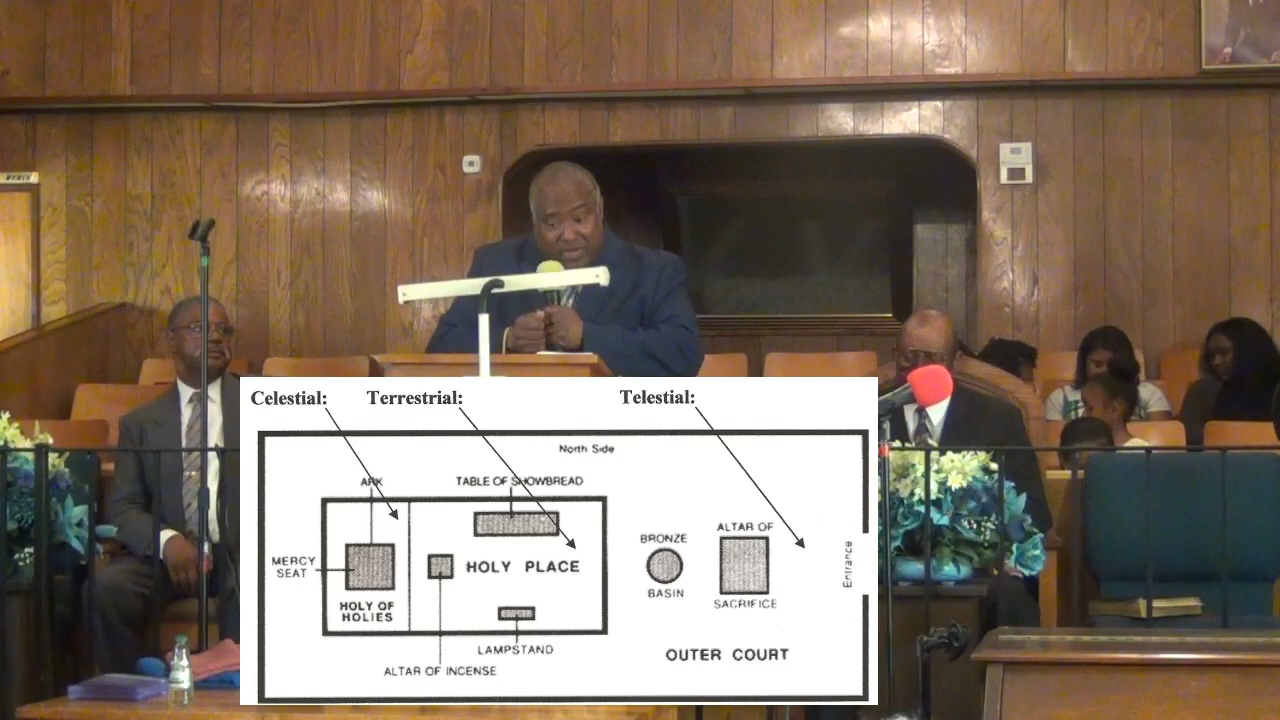 WOMEN
Celestial: Terrestrial: Telestial:
North Side
ARK TABLE OF SHOWBREAD
MERCY
SEAT
HOLY PLACE
HOLY OF
HOLIES
LAMPSTAND
ALTAR OF INCENSE
BRONZE
BASIN
ALTAR OF
SACRIFICE
Entrance
OUTER COURT